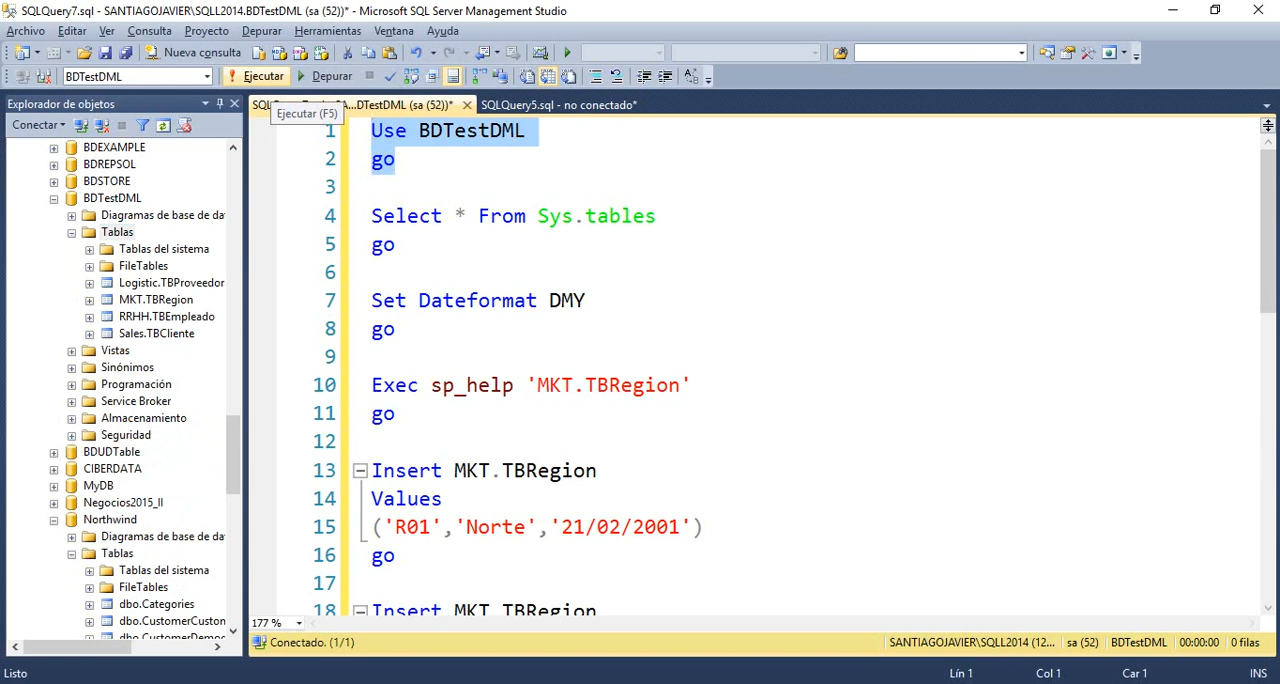 SQLQuery7.sql - SANTIAGOJAVIER\SQLL2014.BDTestDML (sa (52))* - Microsoft SQL Server Management Studio
Archivo Editar Ver Consulta Proyecto Depurar Herramientas Ventana Ayuda
Nueva consulta
BDTestDML Ejecutar Depurar
Explorador de objetos
Conectar
BDEXAMPLE
BDREPSOL
BDSTORE
BDTestDML
Diagramas de base de da
Tablas
Tablas del sistema
FileTables
Logistic.TBProveedor
MKT.TBRegion
RRHH.TBEmpleado
Sales.TBCliente
Vistas
Sinónimos
Programación
Service Broker
Almacenamiento
Seguridad
BDUDTable
CIBERDATA
MyDB
Negocios2015_II
Northwind
Diagramas de base de da
Tablas
Tablas del sistema
FileTables
dbo.Categories
dbo.CustomerCustom
dbo.CustomerDemog
DTestDML (sa (52))* SQLQuery5.sql - no conectado*
Ejecutar (F5)
1 Use BDTestDML
2 go
3
4 Select * From Sys.tables
5 go
6
7 Set Dateformat DMY
8 go
9
10 Exec sp_help 'MKT.TBRegion'
11 go
12
13 Insert MKT.TBRegion
14 Values
15 ('R01','Norte','21/02/2001')
16 go
17
18 Insert MKT.TBRegion
177 %
Conectado. (1/1) SANTIAGOJAVIER\SQLL2014 (12... sa (52) BDTestDML 00:00:00 0 filas
Listo Lín 1 Col 1 Car 1 INS